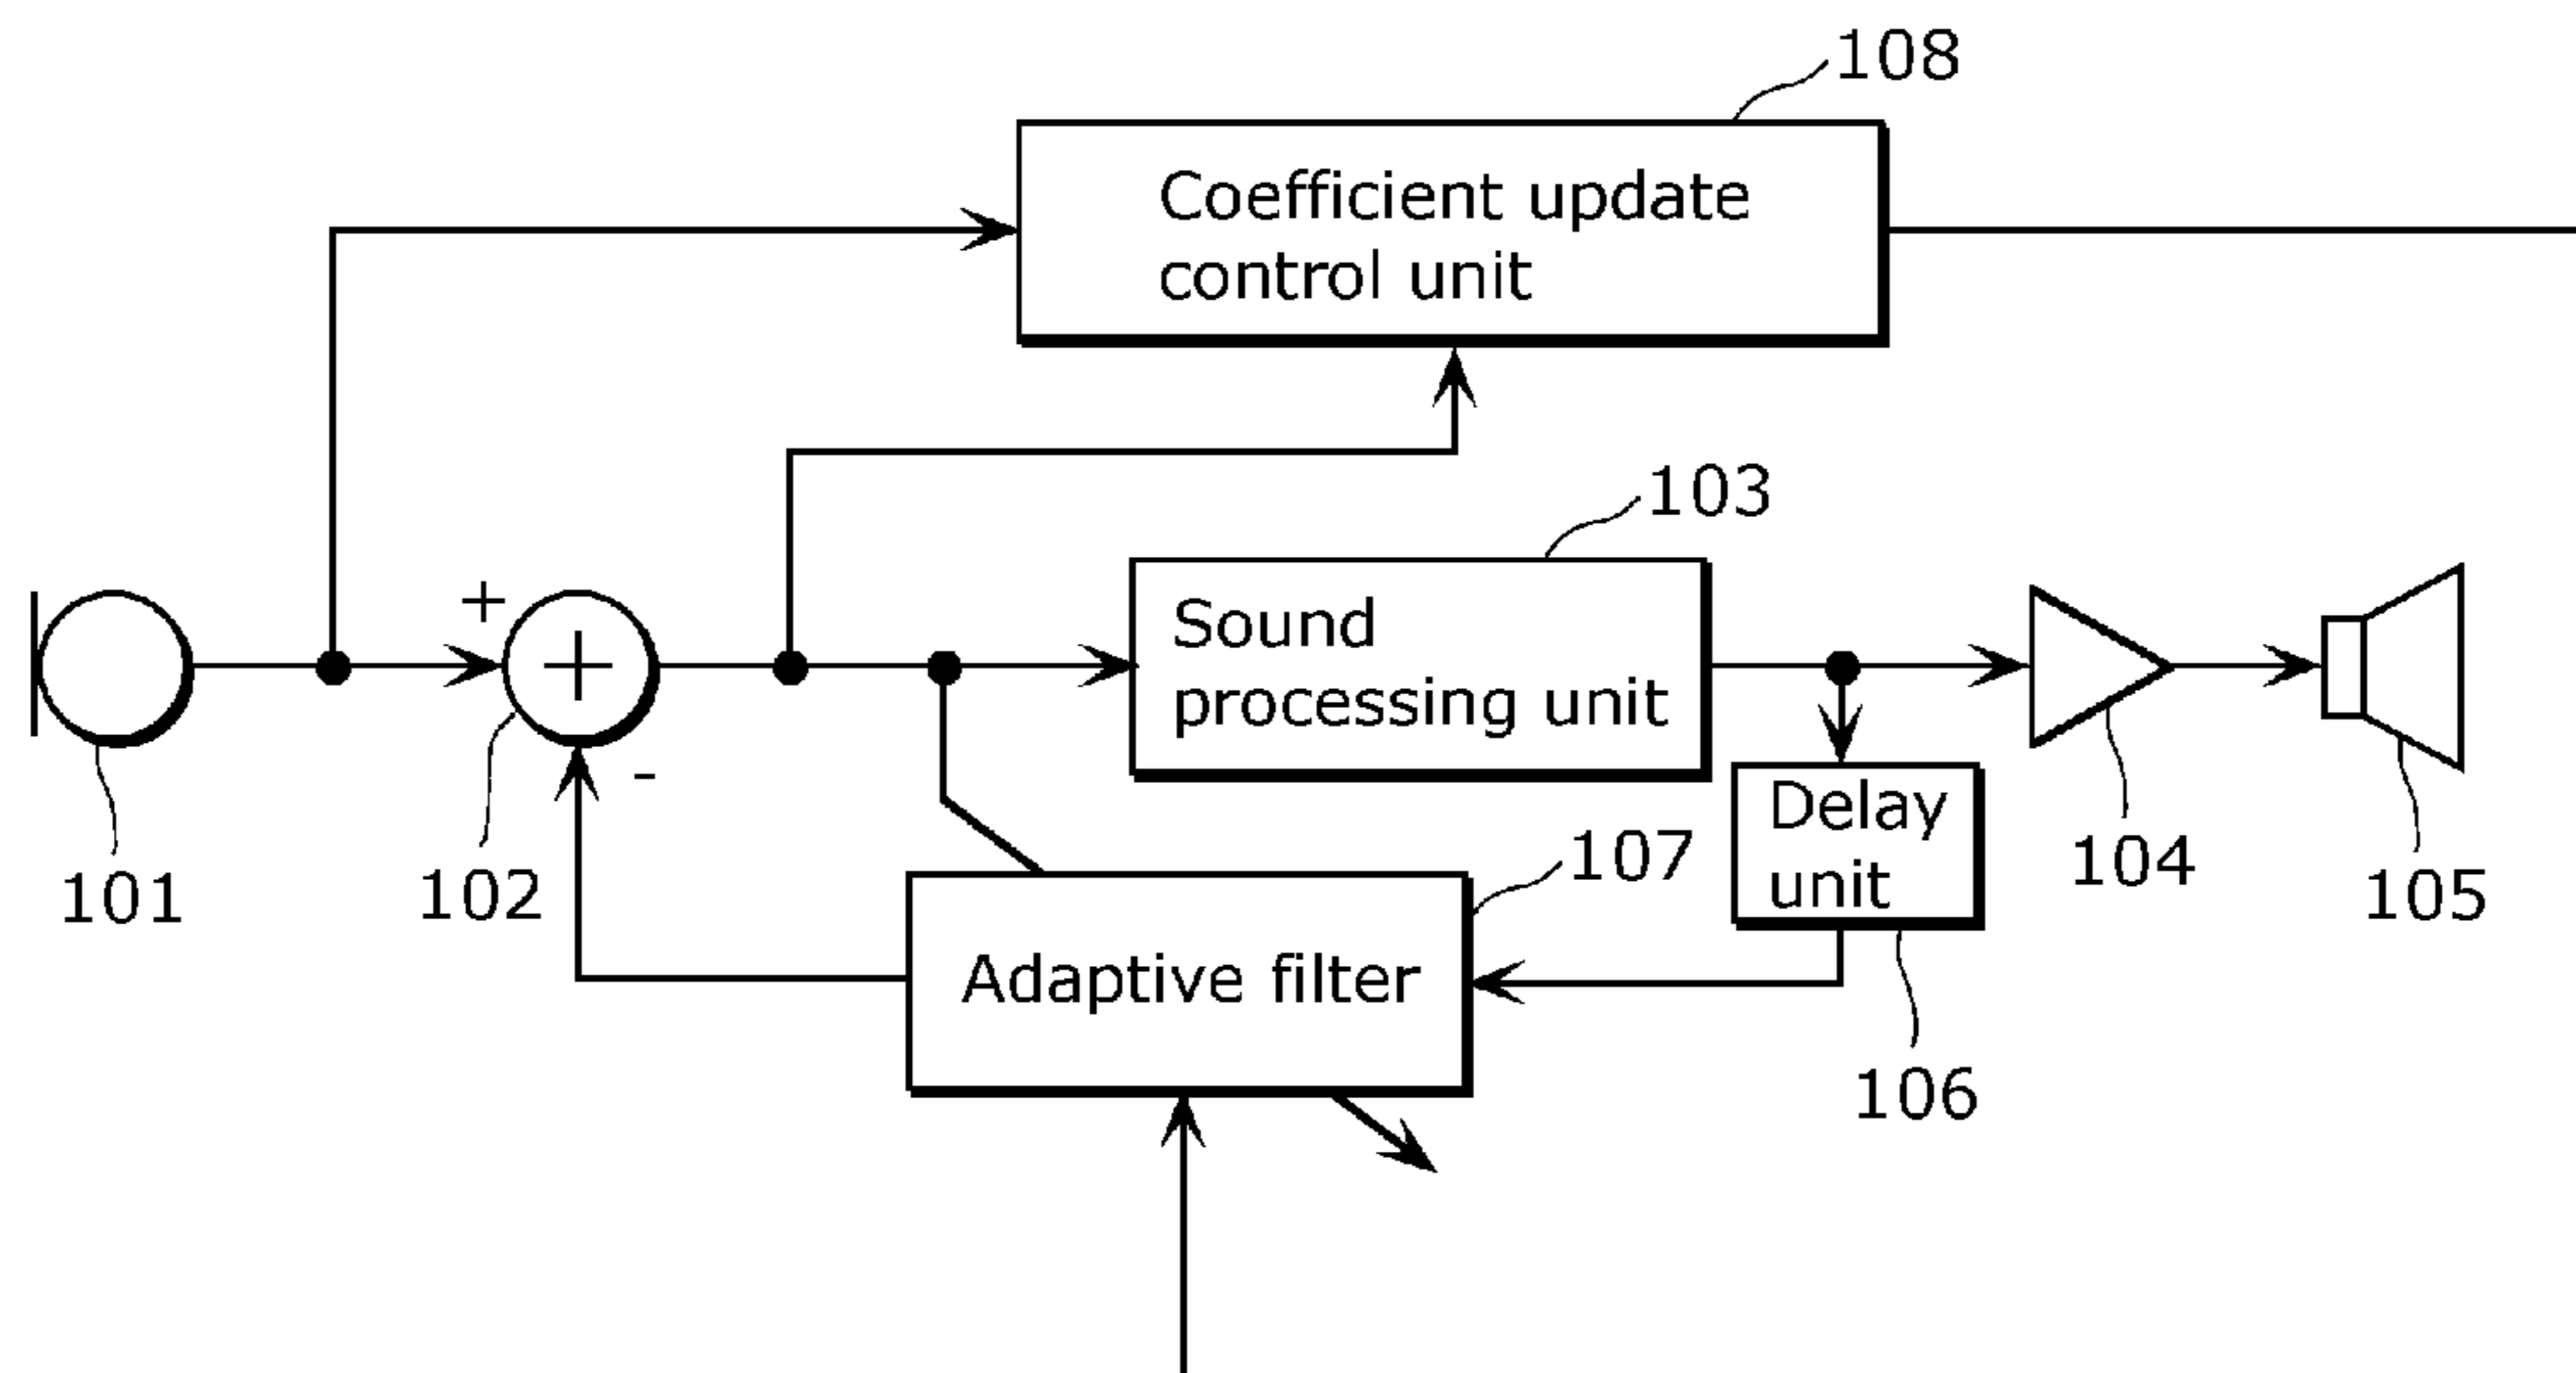 108
Coefficient update
control unit
103
+
Sound
processing unit
+
-
Delay
unit
107
104
101
102
105
Adaptive filter
106